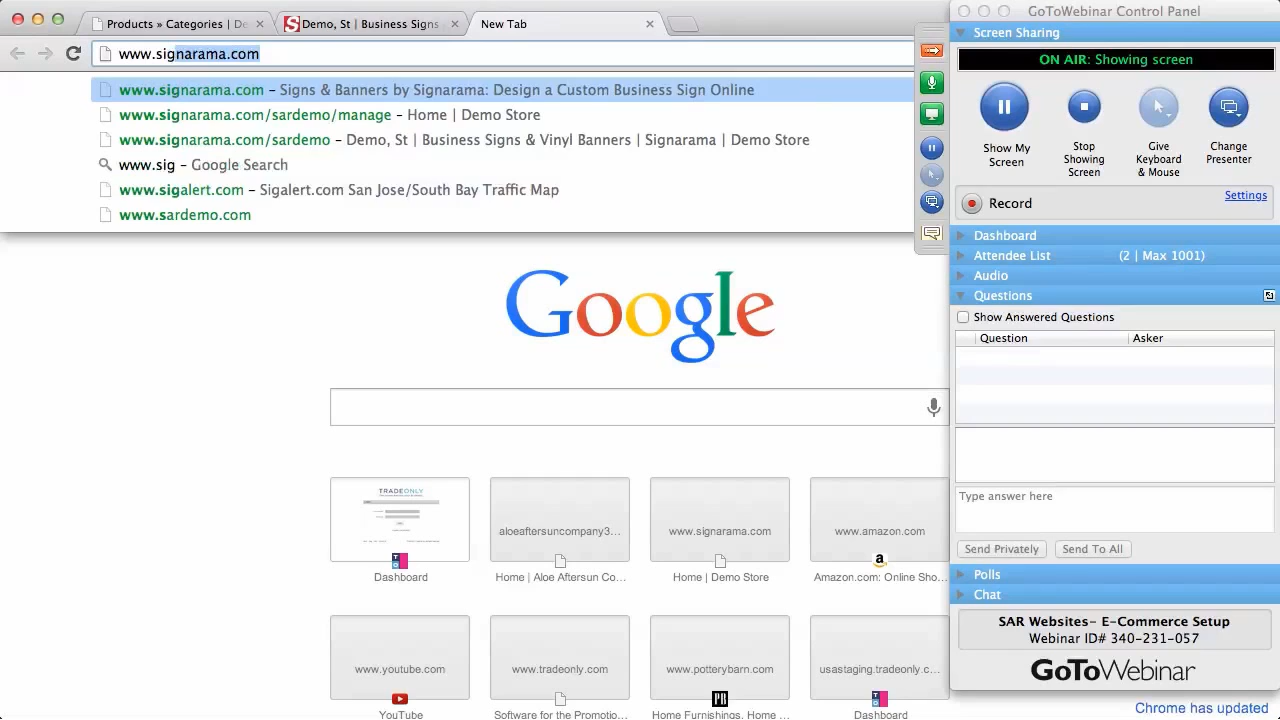 Products » Categories | De
Demo, St | Business Signs
New Tab
www.signarama.com
www.signarama.com – Signs & Banners by Signarama: Design a Custom Business Sign Online
www.signarama.com/sardemo/manage – Home | Demo Store
www.signarama.com/sardemo – Demo, St | Business Signs & Vinyl Banners | Signarama | Demo Store
www.sig – Google Search
www.sigalert.com – Sigalert.com San Jose/South Bay Traffic Map
www.sardemo.com
Google
TRADEONLY
aloeaftersuncompany3...
www.signarama.com
www.amazon.com
Dashboard
Home | Aloe Aftersun Co...
Home | Demo Store
Amazon.com: Online Sho...
www.youtube.com
www.tradeonly.com
www.potterybarn.com
usastaging.tradeonly.c...
YouTube
Software for the Promotio...
Home Furnishings, Home ...
Dashboard
GoToWebinar Control Panel
Screen Sharing
ON AIR: Showing screen
Show My Screen
Stop Showing Screen
Give Keyboard & Mouse
Change Presenter
Record
Settings
Dashboard
Attendee List (2 | Max 1001)
Audio
Questions
Show Answered Questions
Question Asker
Type answer here
Send Privately Send To All
Polls
Chat
SAR Websites- E-Commerce Setup
Webinar ID# 340-231-057
GoToWebinar
Chrome has updated